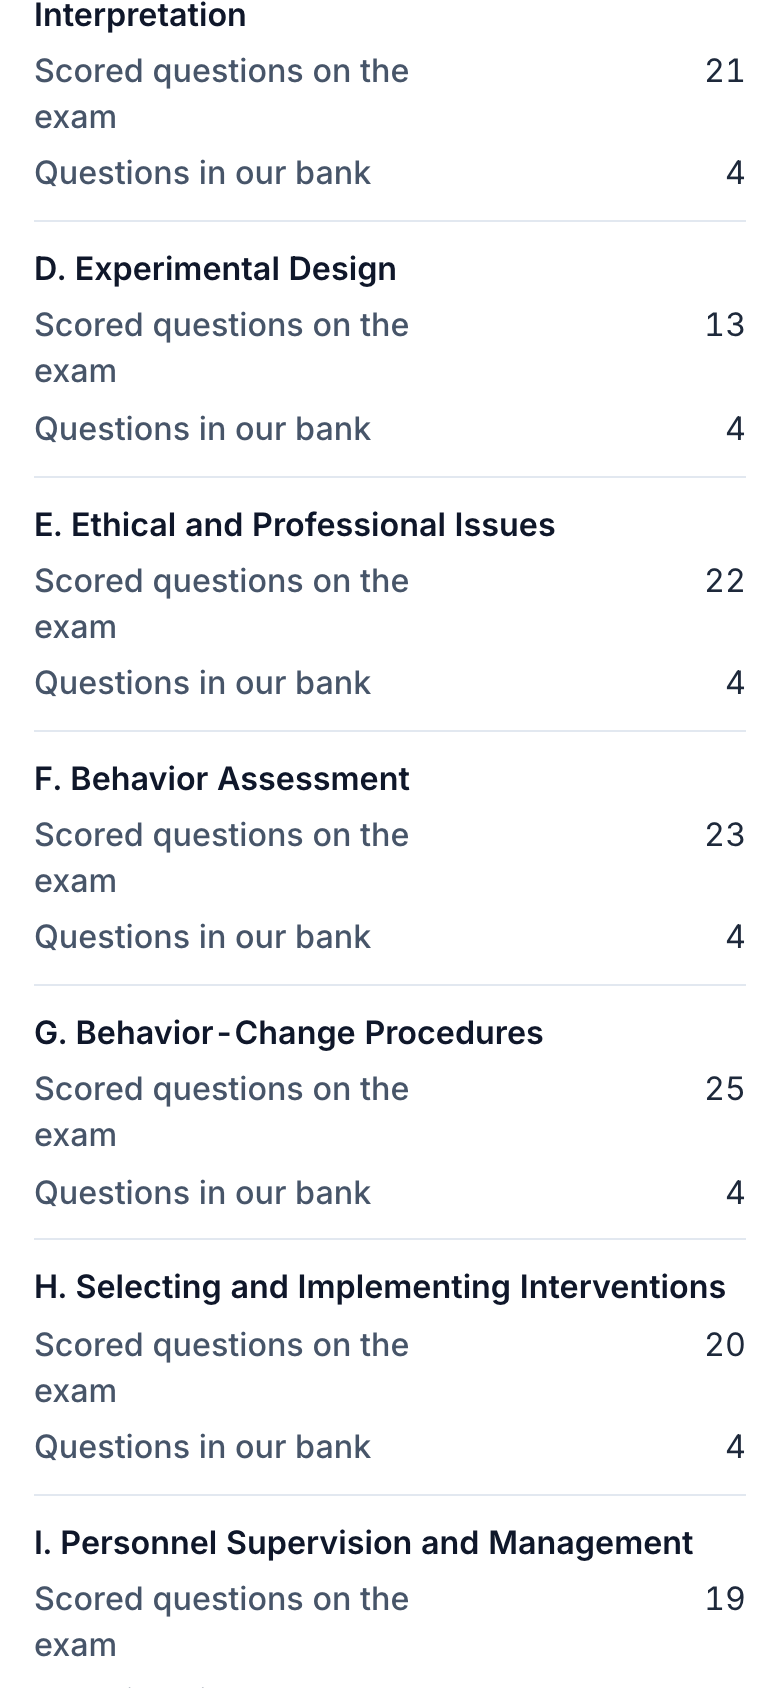 Interpretation
Scored questions on the 21
exam
Questions in our bank 4
D. Experimental Design
Scored questions on the 13
exam
Questions in our bank 4
E. Ethical and Professional Issues
Scored questions on the 22
exam
Questions in our bank 4
F. Behavior Assessment
Scored questions on the 23
exam
Questions in our bank 4
G. Behavior-Change Procedures
Scored questions on the 25
exam
Questions in our bank 4
H. Selecting and Implementing Interventions
Scored questions on the 20
exam
Questions in our bank 4
I. Personnel Supervision and Management
Scored questions on the 19
exam